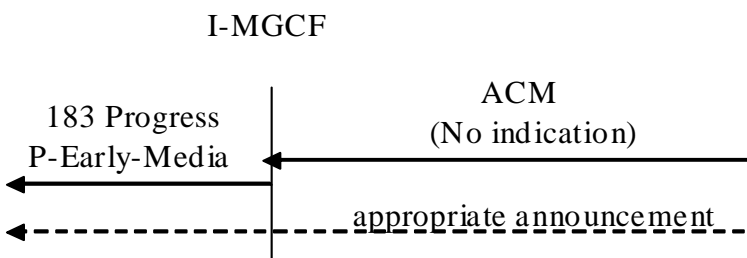 I-MGCF
ACM
(No indication)
183 Progress
P-Early-Media
appropriate announcement